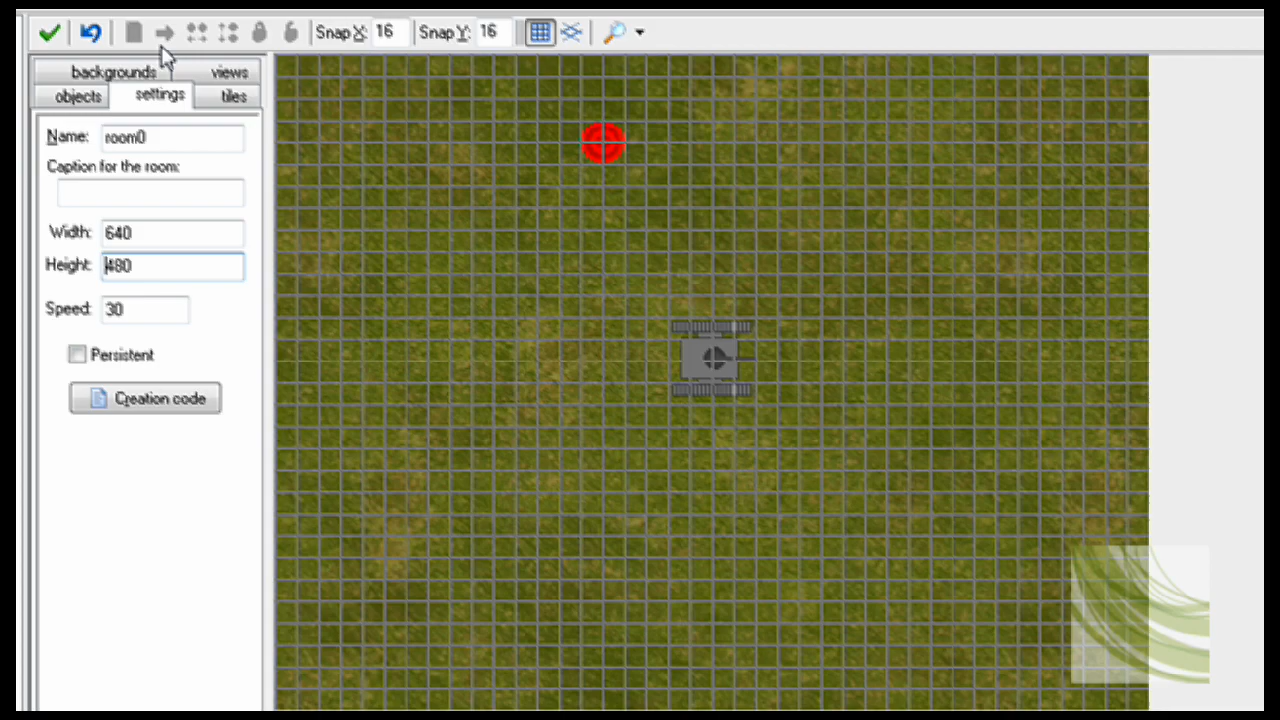 Snap X: 16 Snap Y: 16
backgrounds views
objects settings tiles
Name: room0
Caption for the room:
Width: 640
Height: 480
Speed: 30
Persistent
Creation code